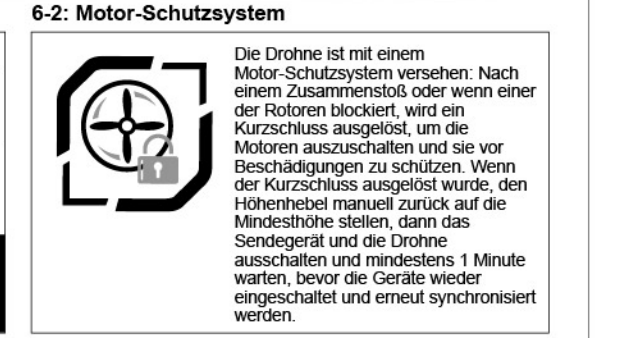 6-2: Motor-Schutzsystem
Die Drohne ist mit einem
Motor-Schutzsystem versehen: Nach
einem Zusammenstoß oder wenn einer
der Rotoren blockiert, wird ein
Kurzschluss ausgelöst, um die
Motoren auszuschalten und sie vor
Beschädigungen zu schützen. Wenn
der Kurzschluss ausgelöst wurde, den
Höhenhebel manuell zurück auf die
Mindesthöhe stellen, dann das
Sendegerät und die Drohne
ausschalten und mindestens 1 Minute
warten, bevor die Geräte wieder
eingeschaltet und erneut synchronisiert
werden.